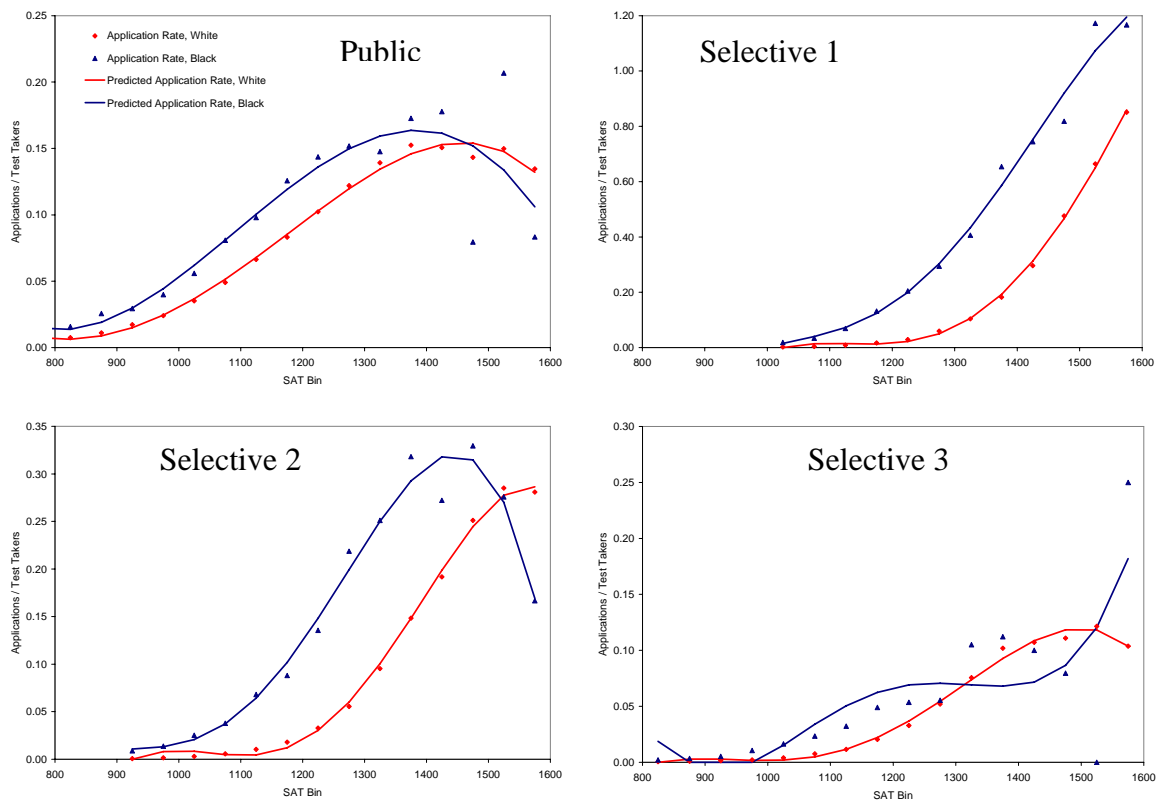 Public
Application Rate, White
Application Rate, Black
Predicted Application Rate, White
Predicted Application Rate, Black
Applications / Test Takers
0.25
0.20
0.15
0.10
0.05
0.00
800 900 1000 1100 1200 1300 1400 1500 1600
SAT Bin
Selective 1
Applications / Test Takers
1.20
1.00
0.80
0.60
0.40
0.20
0.00
800 900 1000 1100 1200 1300 1400 1500 1600
SAT Bin
Selective 2
Applications / Test Takers
0.35
0.30
0.25
0.20
0.15
0.10
0.05
0.00
800 900 1000 1100 1200 1300 1400 1500 1600
SAT Bin
Selective 3
Applications / Test Takers
0.30
0.25
0.20
0.15
0.10
0.05
0.00
800 900 1000 1100 1200 1300 1400 1500 1600
SAT Bin